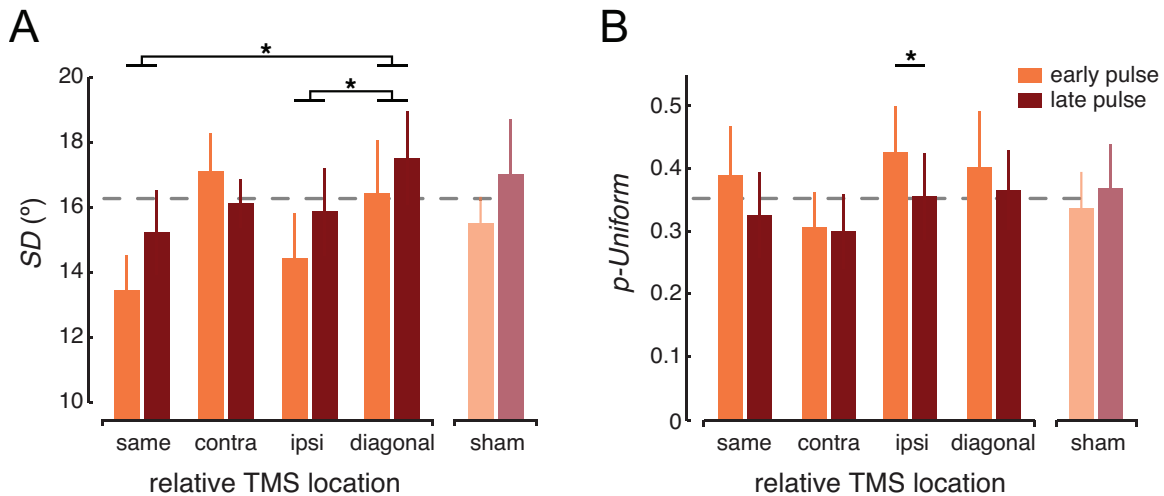 A
*
*
20
18
16
14
12
10
SD (º)
same contra ipsi diagonal sham
relative TMS location
B
*
early pulse
late pulse
0.5
0.4
0.3
0.2
0.1
0
p-Uniform
same contra ipsi diagonal sham
relative TMS location